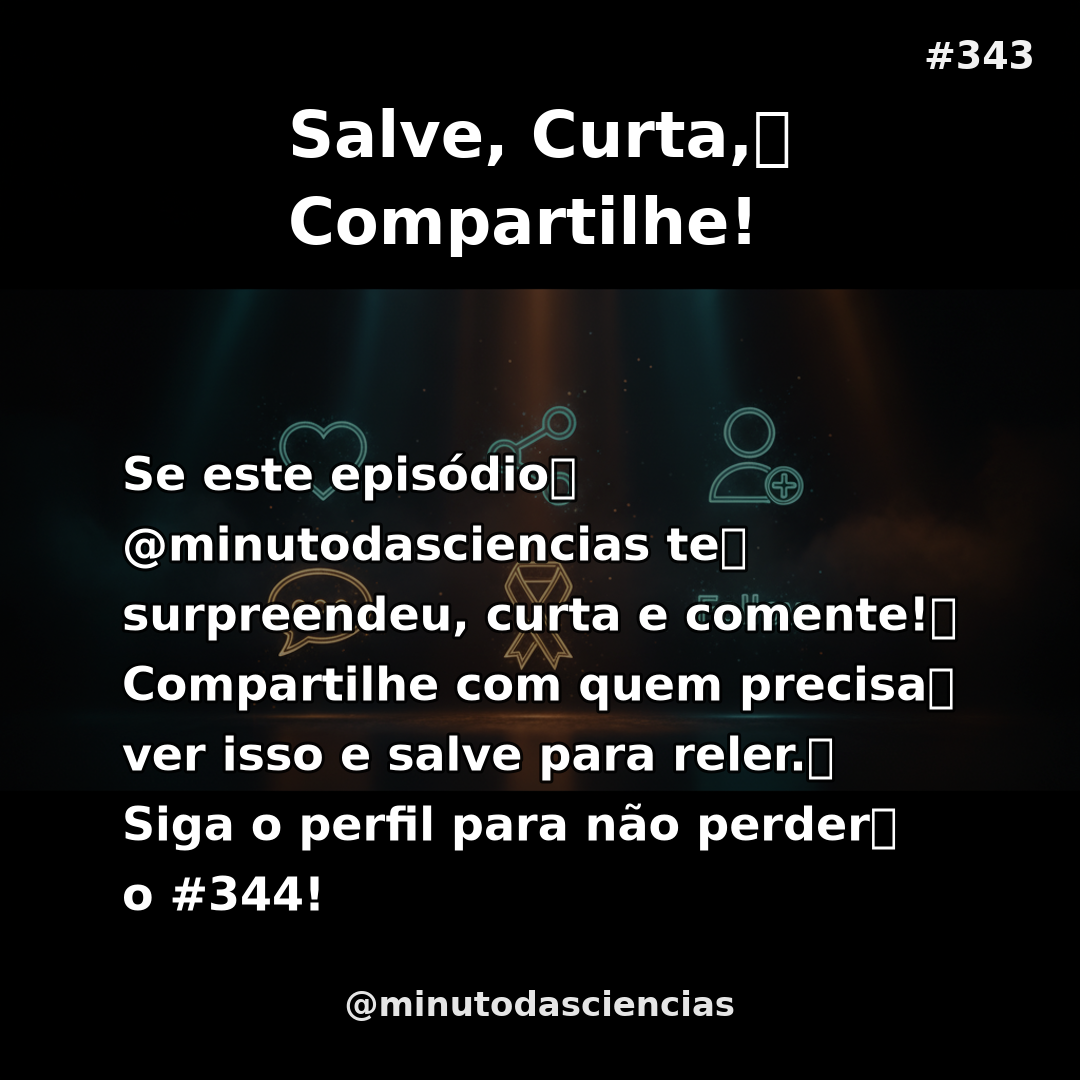 #343
Salve, Curta,
Compartilhe!
Se este episódio
@minutodasciencias te
surpreendeu, curta e comente!
Compartilhe com quem precisa
ver isso e salve para reler.
Siga o perfil para não perder
o #344!
@minutodasciencias